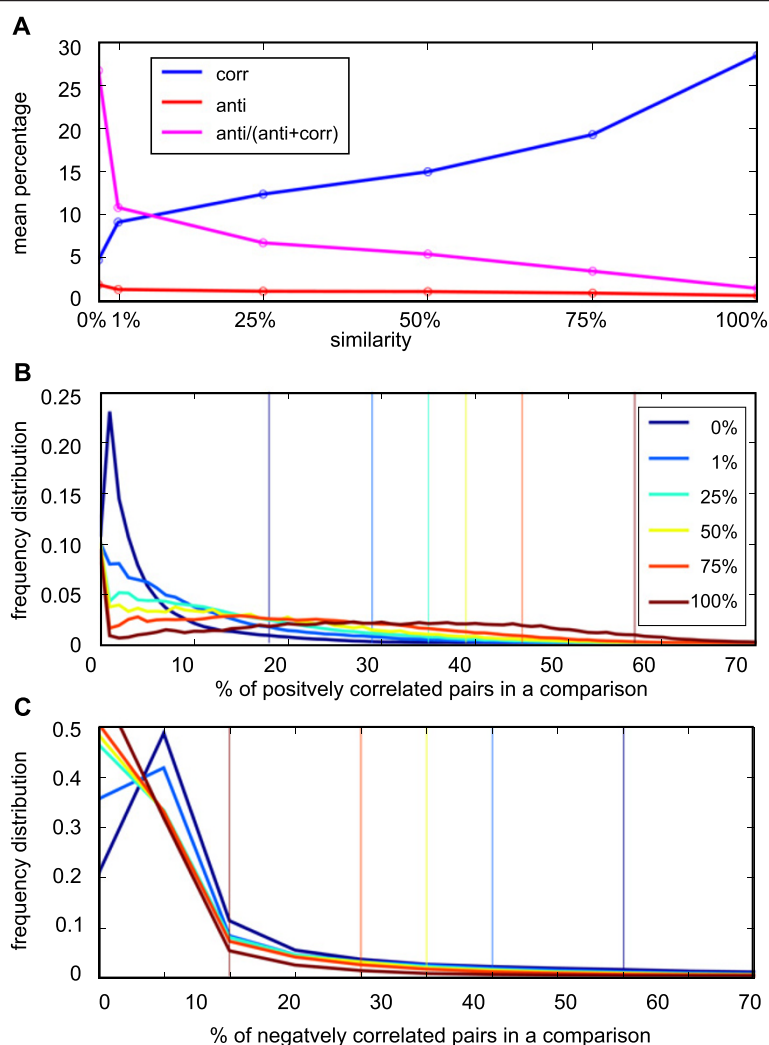 A
mean percentage
30
25
20
15
10
5
0
corr
anti
anti/(anti+corr)
0% 1% 25% 50% 75% 100%
similarity
B
frequency distribution
0.25
0.20
0.15
0.10
0.05
0
0%
1%
25%
50%
75%
100%
0 10 20 30 40 50 60 70
% of positvely correlated pairs in a comparison
C
frequency distribution
0.5
0.4
0.3
0.2
0.1
0
0 10 20 30 40 50 60 70
% of negatvely correlated pairs in a comparison